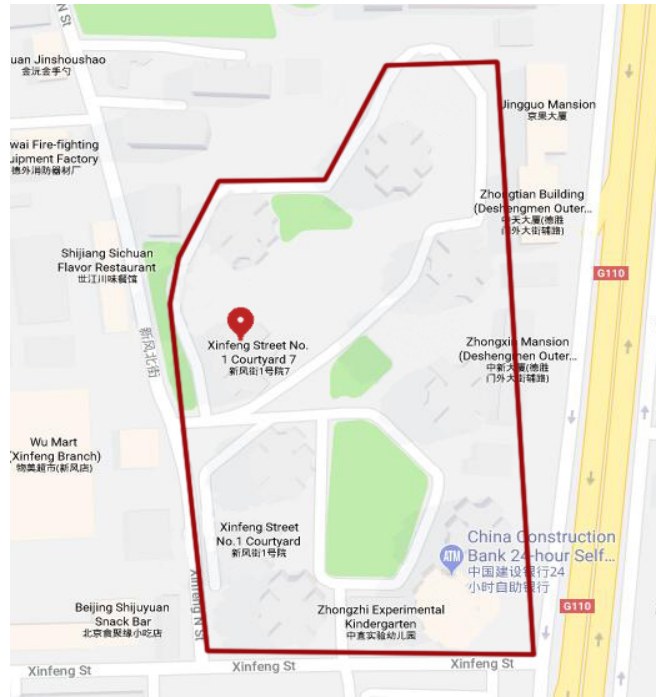 N St
uan Jinshoushao
金沅金手勺
Jingguo Mansion
京果大厦
wai Fire-fighting
uipment Factory
德外消防器材厂
Zhongtian Building
(Deshengmen Outer...
中天大厦(德胜
门外大街辅路)
Shijiang Sichuan
Flavor Restaurant
世江川味餐馆
G110
新风北街
Xinfeng Street No.
1 Courtyard 7
新风街1号院7
Zhongxin Mansion
(Deshengmen Outer...
中新大厦(德胜
门外大街辅路)
Wu Mart
(Xinfeng Branch)
物美超市(新风店)
Xinfeng Street
No.1 Courtyard
新风街1号院
ATM
China Construction
Bank 24-hour Self...
中国建设银行24
小时自助银行
Xinfeng N St
Beijing Shijuyuan
Snack Bar
北京食聚缘小吃店
Zhongzhi Experimental
Kindergarten
中直实验幼儿园
G110
Xinfeng St
Xinfeng St
Xinfeng St